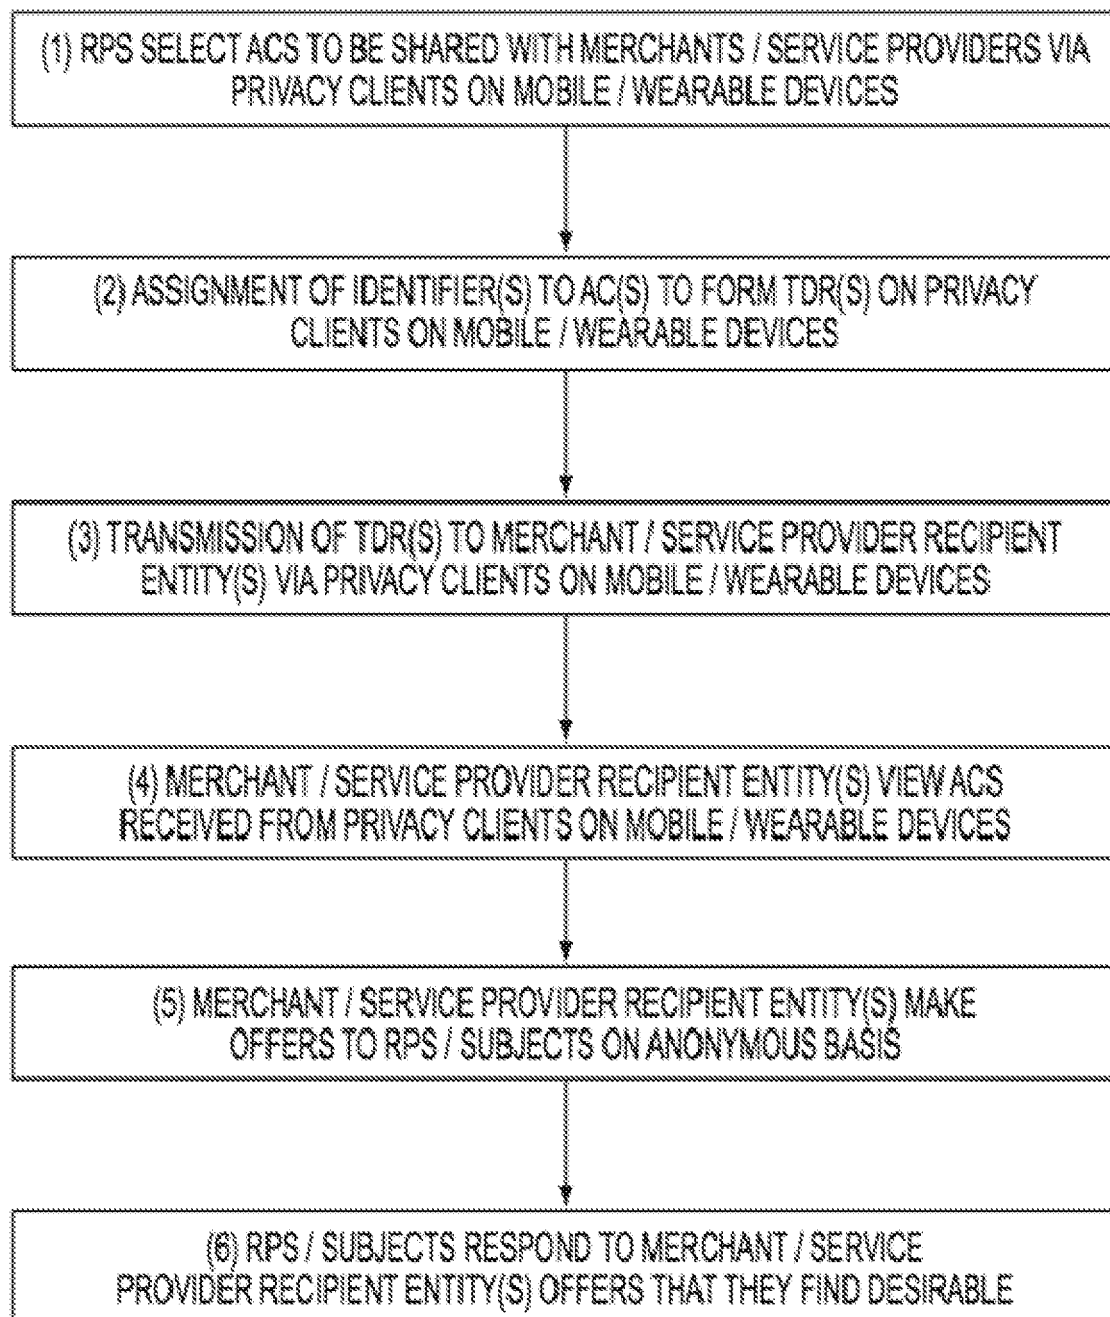 (1) RPS SELECT ACS TO BE SHARED WITH MERCHANTS / SERVICE PROVIDERS VIA
PRIVACY CLIENTS ON MOBILE / WEARABLE DEVICES
(2) ASSIGNMENT OF IDENTIFIER(S) TO AC(S) TO FORM TDR(S) ON PRIVACY
CLIENTS ON MOBILE / WEARABLE DEVICES
(3) TRANSMISSION OF TDR(S) TO MERCHANT / SERVICE PROVIDER RECIPIENT
ENTITY(S) VIA PRIVACY CLIENTS ON MOBILE / WEARABLE DEVICES
(4) MERCHANT / SERVICE PROVIDER RECIPIENT ENTITY(S) VIEW ACS
RECEIVED FROM PRIVACY CLIENTS ON MOBILE / WEARABLE DEVICES
(5) MERCHANT / SERVICE PROVIDER RECIPIENT ENTITY(S) MAKE
OFFERS TO RPS / SUBJECTS ON ANONYMOUS BASIS
(6) RPS / SUBJECTS RESPOND TO MERCHANT / SERVICE
PROVIDER RECIPIENT ENTITY(S) OFFERS THAT THEY FIND DESIRABLE